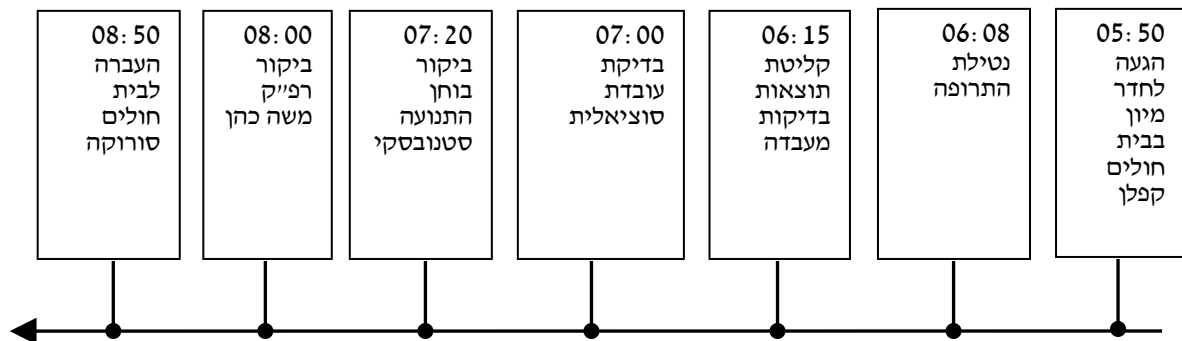 05:50
הגעה
לחדר
מיון
בבית
חולים
קפלן
06:08
נטילת
התרופה
06:15
קליטת
תוצאות
בדיקות
מעבדה
07:00
בדיקת
עובדת
סוציאלית
07:20
ביקור
בוחן
התנועה
סטנובסקי
08:00
ביקור
רפ״ק
משה כהן
08:50
העברה
לבית
חולים
סורוקה